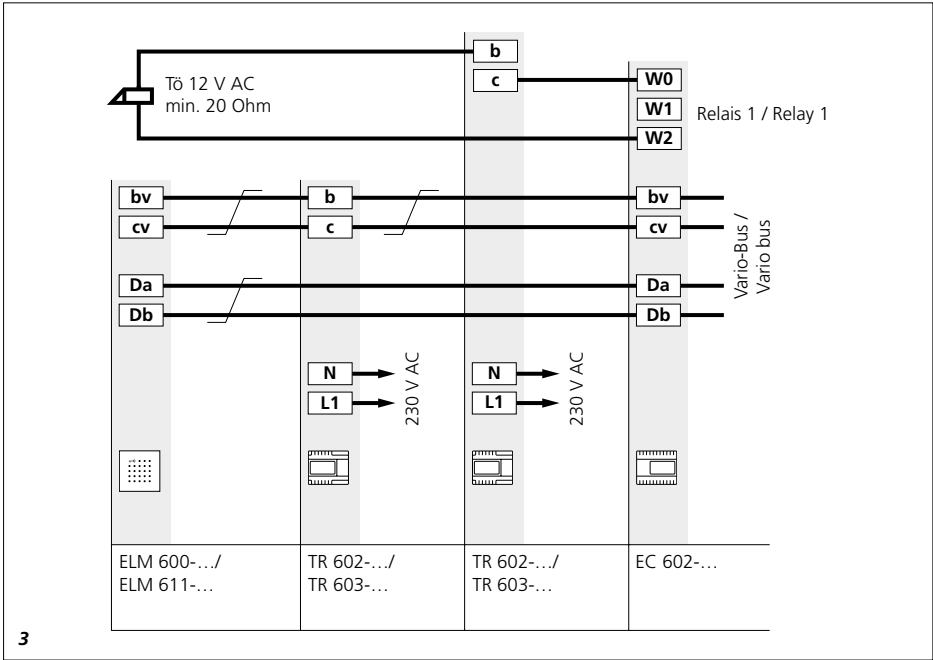 b
c
W0
Tö 12 V AC
min. 20 Ohm
W1
Relais 1 / Relay 1
W2
bv
b
bv
cv
c
cv
Vario-Bus /
Vario bus
Da
Da
Db
Db
N
N
L1
L1
230 V AC
230 V AC
ELM 600-…/
ELM 611-…
TR 602-…/
TR 603-…
TR 602-…/
TR 603-…
EC 602-…
3